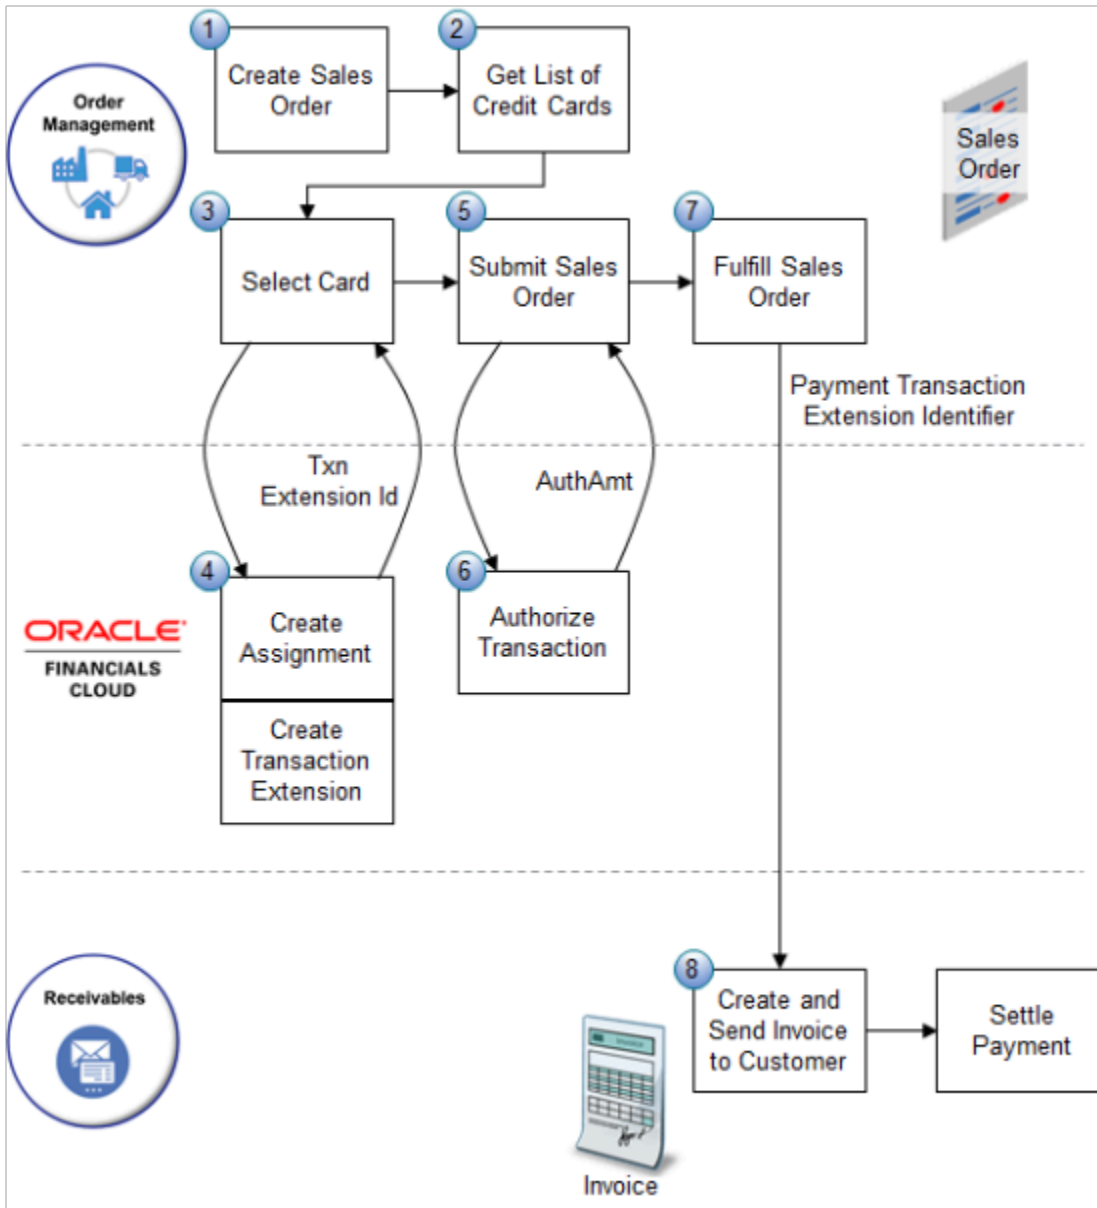 1
Create Sales
Order
2
Get List of
Credit Cards
Order
Management
Sales
Order
3
Select Card
5
Submit Sales
Order
7
Fulfill Sales
Order
Payment Transaction
Extension Identifier
Txn
Extension Id
AuthAmt
4
Create
Assignment
Create
Transaction
Extension
6
Authorize
Transaction
ORACLE
FINANCIALS
CLOUD
Receivables
8
Create and
Send Invoice
to Customer
Settle
Payment
Invoice
Invoice